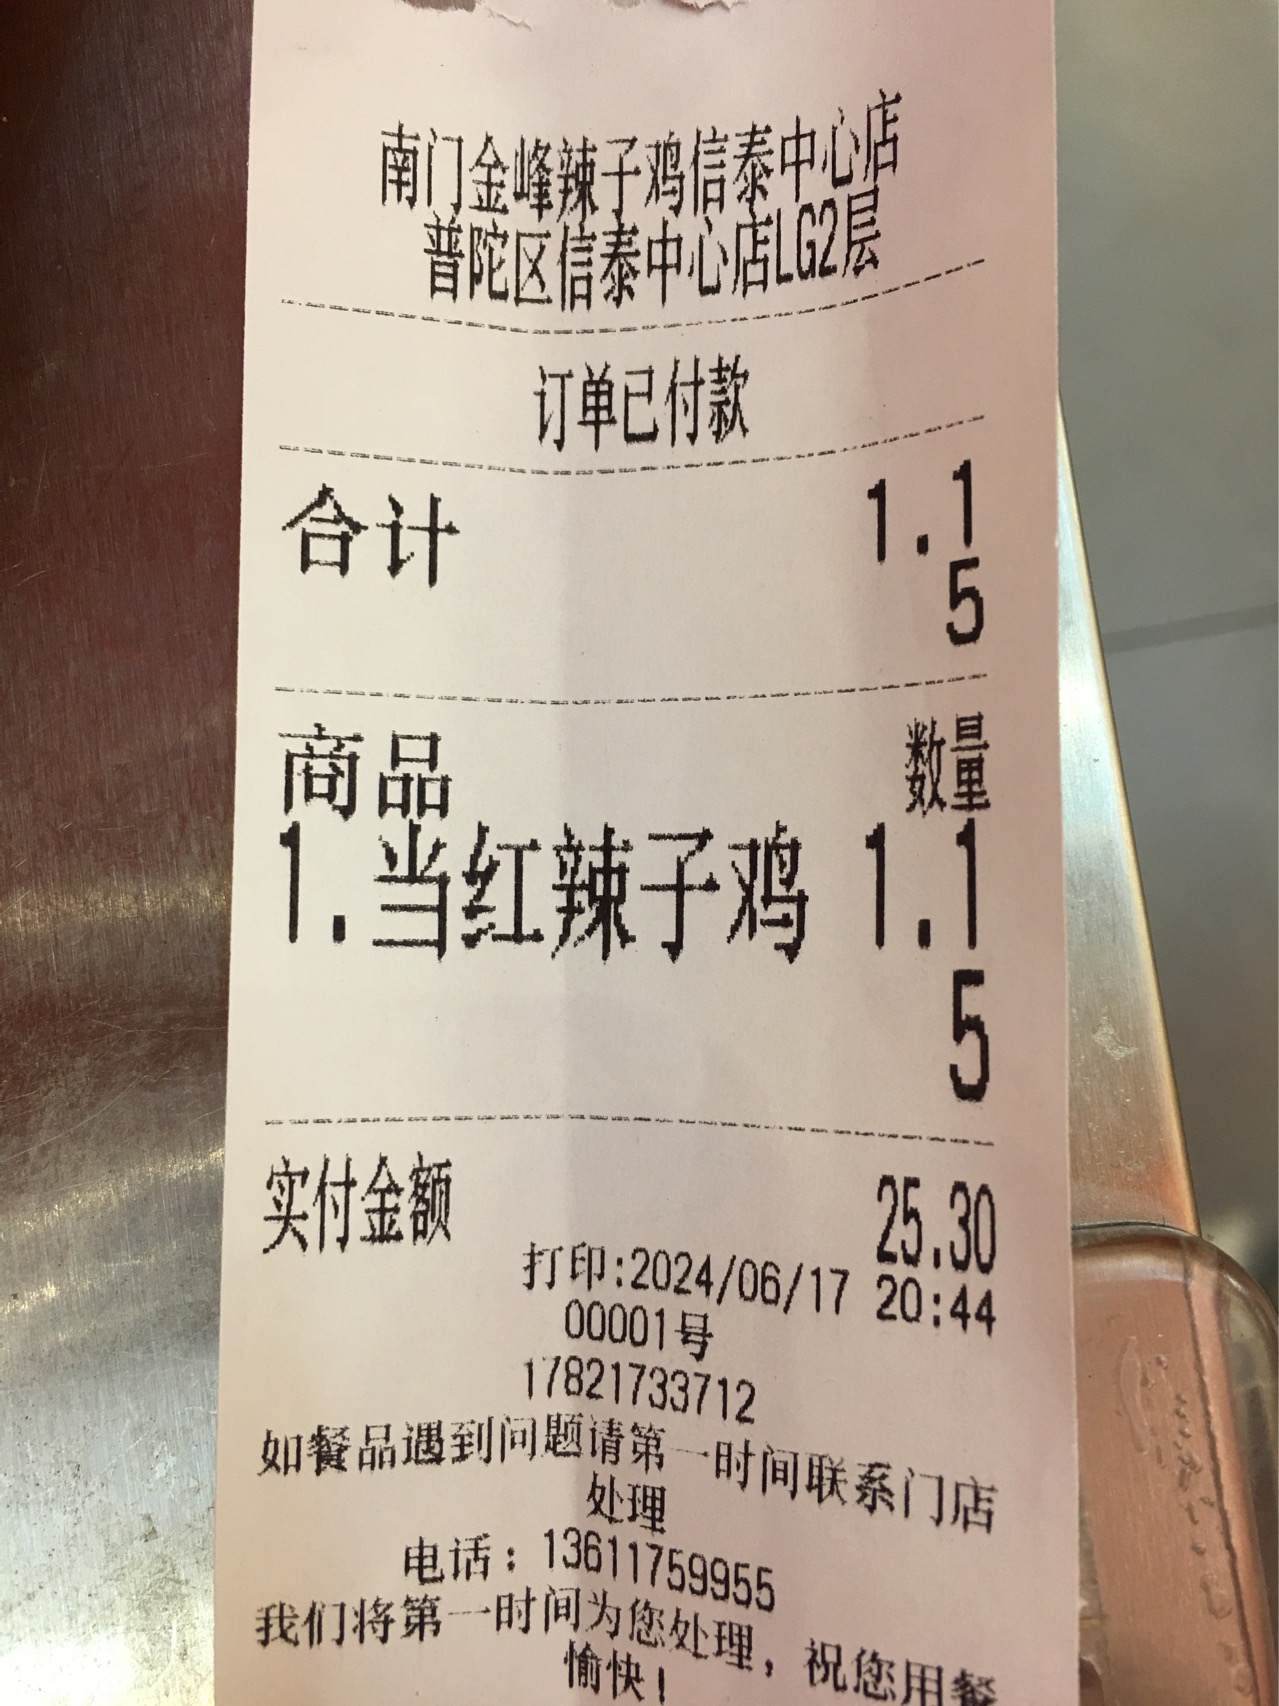 南门金峰辣子鸡信泰中心店
普陀区信泰中心店LG2层
订单已付款
合计 1.1
5
商品 数量
1.当红辣子鸡 1.1
5
实付金额 25.30
打印:2024/06/17 20:44
00001号
17821733712
如餐品遇到问题请第一时间联系门店
处理
电话：13611759955
我们将第一时间为您处理，祝您用餐
愉快！